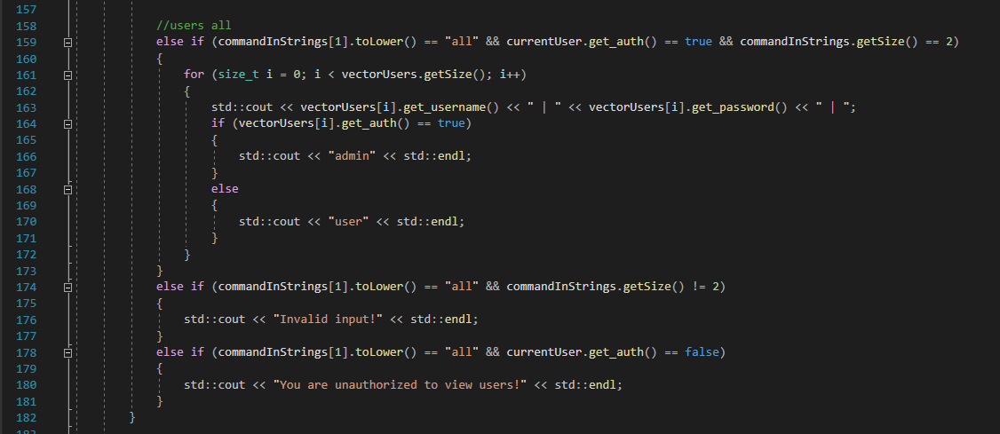 157
158 //users all
159 else if (commandInStrings[1].toLower() == "all" && currentUser.get_auth() == true && commandInStrings.getSize() == 2)
160 {
161 for (size_t i = 0; i < vectorUsers.getSize(); i++)
162 {
163 std::cout << vectorUsers[i].get_username() << " | " << vectorUsers[i].get_password() << " | ";
164 if (vectorUsers[i].get_auth() == true)
165 {
166 std::cout << "admin" << std::endl;
167 }
168 else
169 {
170 std::cout << "user" << std::endl;
171 }
172 }
173 }
174 else if (commandInStrings[1].toLower() == "all" && commandInStrings.getSize() != 2)
175 {
176 std::cout << "Invalid input!" << std::endl;
177 }
178 else if (commandInStrings[1].toLower() == "all" && currentUser.get_auth() == false)
179 {
180 std::cout << "You are unauthorized to view users!" << std::endl;
181 }
182 }